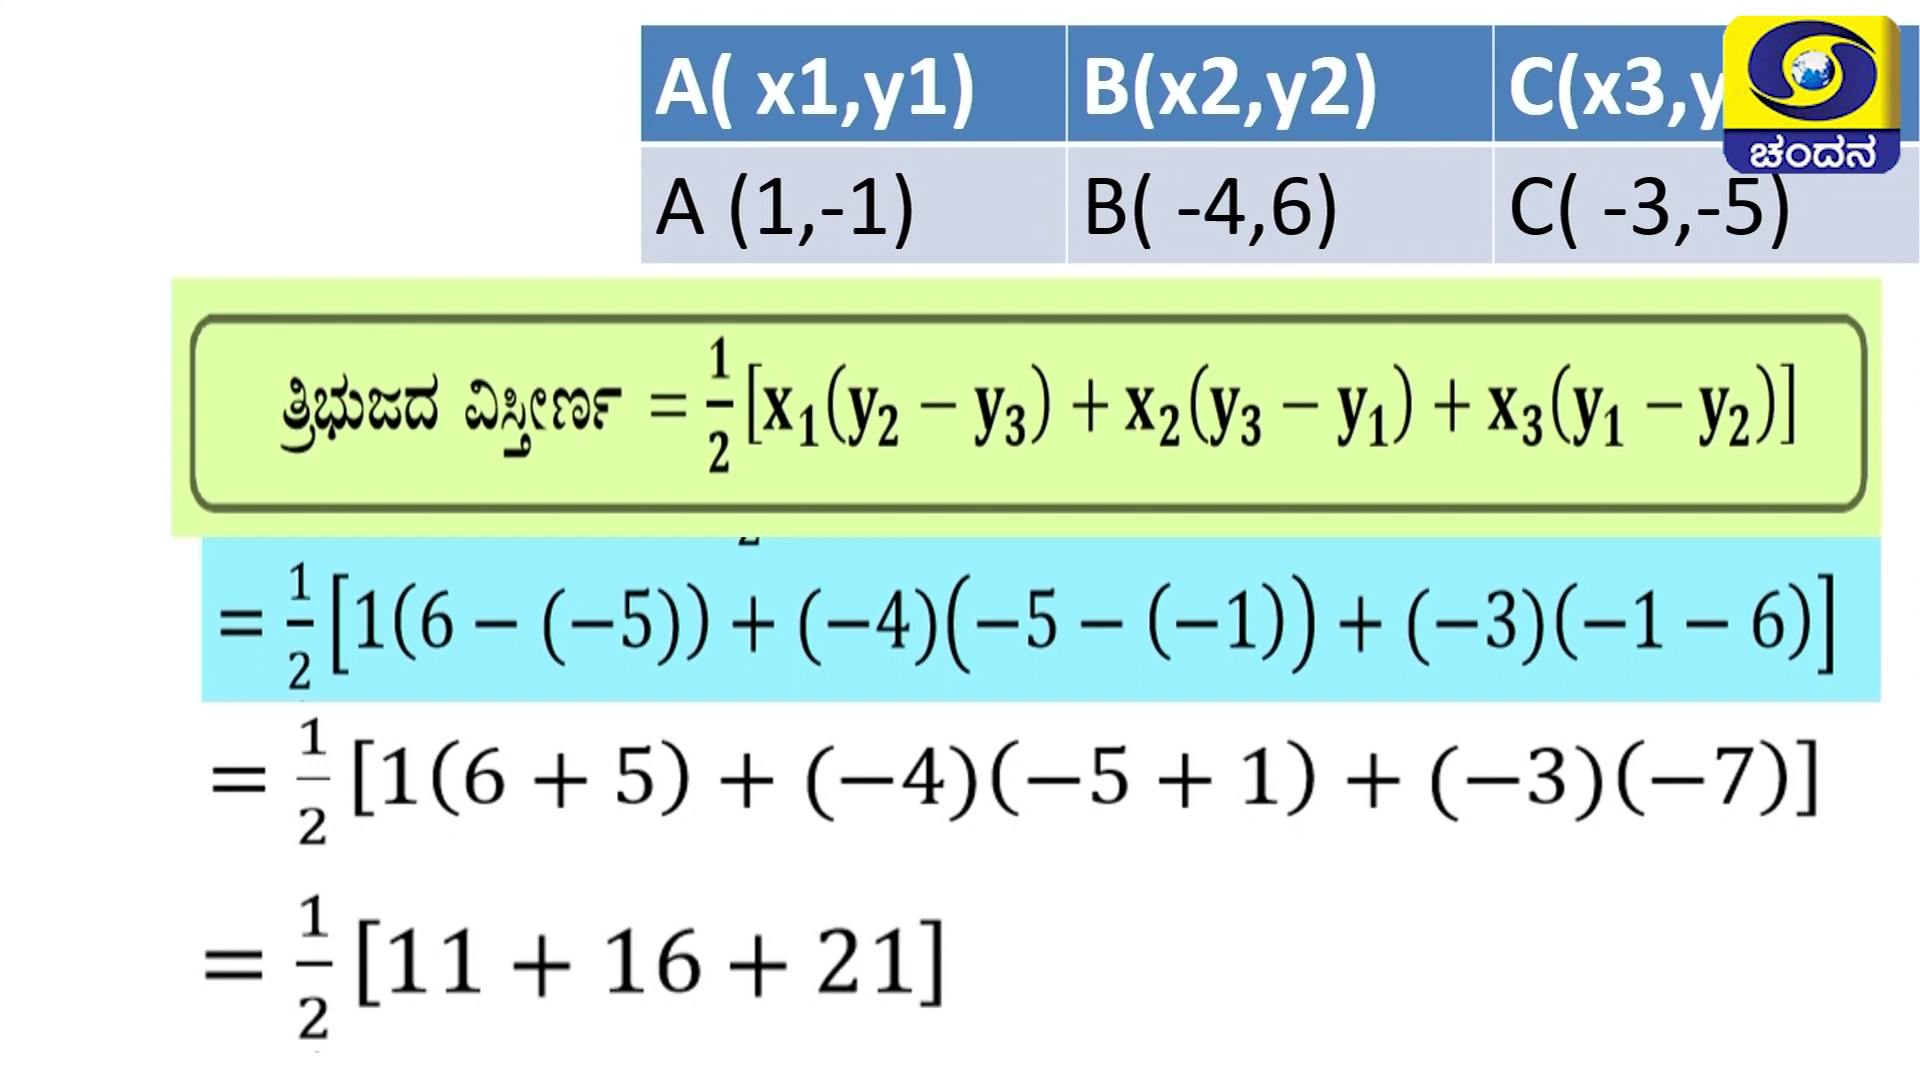 A( x1,y1) B(x2,y2) C(x3,y
ಚಂದನ
A (1,-1) B( -4,6) C( -3,-5)
ತ್ರಿಭುಜದ ವಿಸ್ತೀರ್ಣ = 1/2 [x₁(y₂ − y₃) + x₂(y₃ − y₁) + x₃(y₁ − y₂)]
= 1/2 [1(6 − (−5)) + (−4)(−5 − (−1)) + (−3)(−1 − 6)]
= 1/2 [1(6 + 5) + (−4)(−5 + 1) + (−3)(−7)]
= 1/2 [11 + 16 + 21]